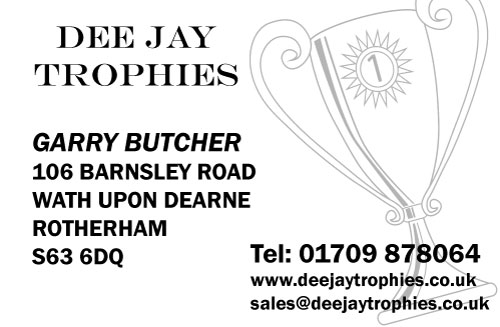 DEE JAY
TROPHIES
1
GARRY BUTCHER
106 BARNSLEY ROAD
WATH UPON DEARNE
ROTHERHAM
S63 6DQ
Tel: 01709 878064
www.deejaytrophies.co.uk
sales@deejaytrophies.co.uk